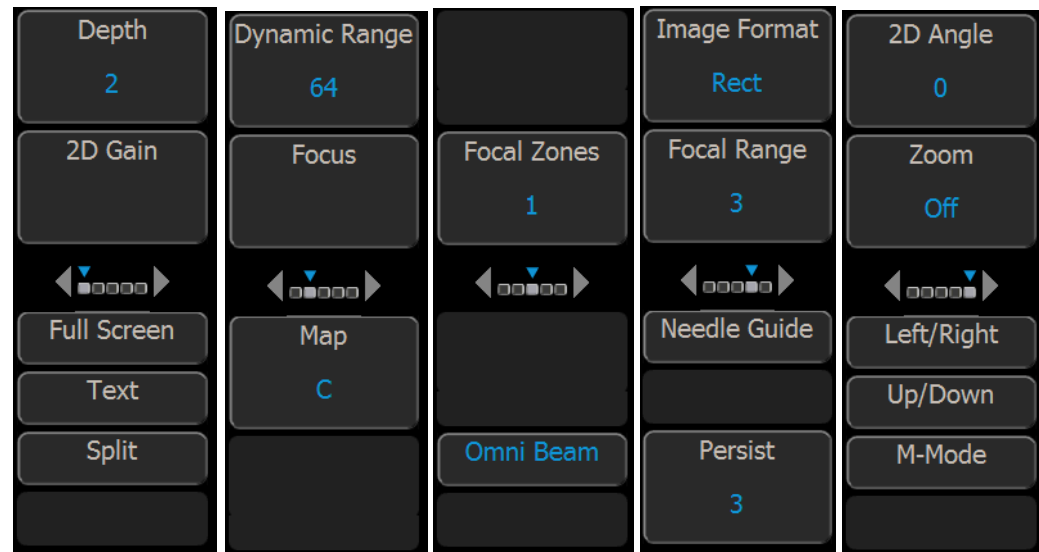 Depth
2
2D Gain
Full Screen
Text
Split
Dynamic Range
64
Focus
Map
C
Focal Zones
1
Omni Beam
Image Format
Rect
Focal Range
3
Needle Guide
Persist
3
2D Angle
0
Zoom
Off
Left/Right
Up/Down
M-Mode